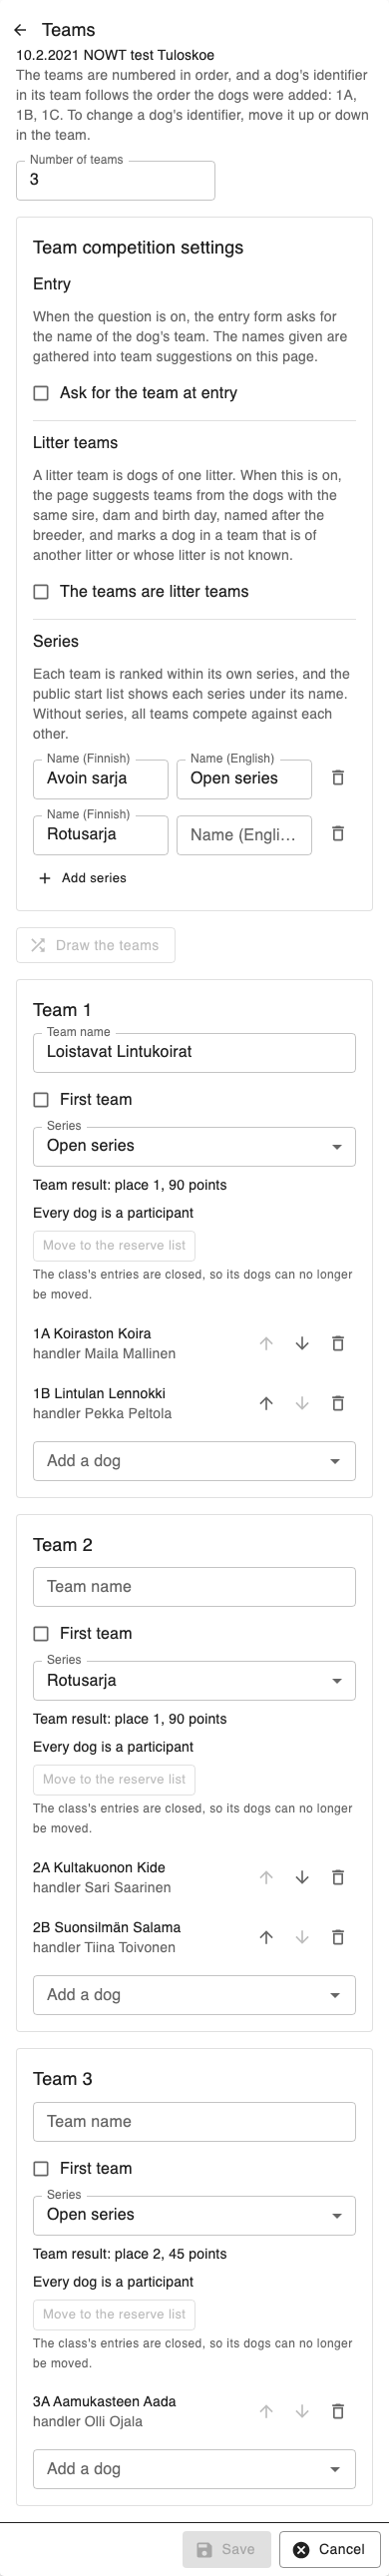 Teams
10.2.2021 NOWT test Tuloskoe
The teams are numbered in order, and a dog's identifier
in its team follows the order the dogs were added: 1A,
1B, 1C. To change a dog's identifier, move it up or down
in the team.
Number of teams
3
Team competition settings
Entry
When the question is on, the entry form asks for
the name of the dog's team. The names given are
gathered into team suggestions on this page.
Ask for the team at entry
Litter teams
A litter team is dogs of one litter. When this is on,
the page suggests teams from the dogs with the
same sire, dam and birth day, named after the
breeder, and marks a dog in a team that is of
another litter or whose litter is not known.
The teams are litter teams
Series
Each team is ranked within its own series, and the
public start list shows each series under its name.
Without series, all teams compete against each
other.
Name (Finnish) Name (English)
Avoin sarja Open series
Name (Finnish)
Rotusarja Name (Engli...
Add series
Draw the teams
Team 1
Team name
Loistavat Lintukoirat
First team
Series
Open series
Team result: place 1, 90 points
Every dog is a participant
Move to the reserve list
The class's entries are closed, so its dogs can no longer
be moved.
1A Koiraston Koira
handler Maila Mallinen
1B Lintulan Lennokki
handler Pekka Peltola
Add a dog
Team 2
Team name
First team
Series
Rotusarja
Team result: place 1, 90 points
Every dog is a participant
Move to the reserve list
The class's entries are closed, so its dogs can no longer
be moved.
2A Kultakuonon Kide
handler Sari Saarinen
2B Suonsilmän Salama
handler Tiina Toivonen
Add a dog
Team 3
Team name
First team
Series
Open series
Team result: place 2, 45 points
Every dog is a participant
Move to the reserve list
The class's entries are closed, so its dogs can no longer
be moved.
3A Aamukasteen Aada
handler Olli Ojala
Add a dog
Save Cancel